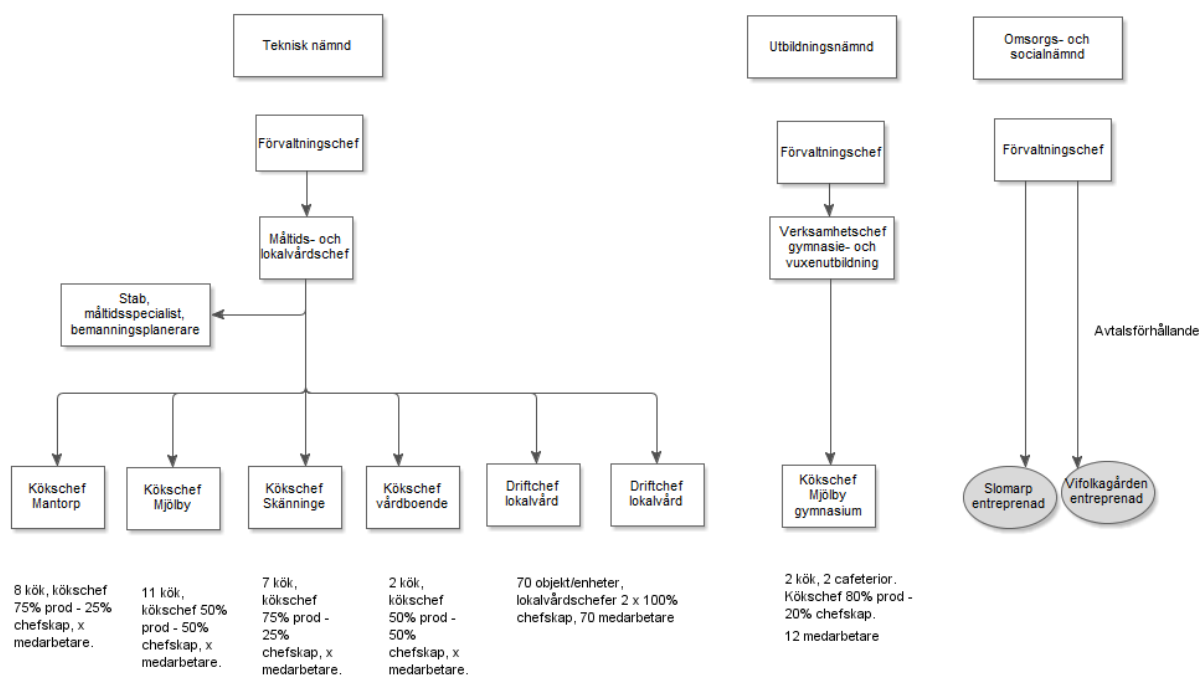 Teknisk nämnd
Utbildningsnämnd
Omsorgs- och
socialnämnd
Förvaltningschef
Förvaltningschef
Förvaltningschef
Måltids- och
lokalvårdschef
Verksamhetschef
gymnasie- och
vuxenutbildning
Stab,
måltidsspecialist,
bemanningsplanerare
Avtalsförhållande
Kökschef
Mantorp
Kökschef
Mjölby
Kökschef
Skänninge
Kökschef
vårdboende
Driftchef
lokalvård
Driftchef
lokalvård
Kökschef
Mjölby
gymnasium
Slomarp
entreprenad
Vifolkagården
entreprenad
8 kök, kökschef
75% prod - 25%
chefskap, x
medarbetare.
11 kök,
kökschef 50%
prod - 50%
chefskap, x
medarbetare.
7 kök,
kökschef
75% prod -
25%
chefskap, x
medarbetare.
2 kök,
kökschef
50% prod -
50%
chefskap, x
medarbetare.
70 objekt/enheter,
lokalvårdschefer 2 x 100%
chefskap, 70 medarbetare
2 kök, 2 cafeterior.
Kökschef 80% prod -
20% chefskap.
12 medarbetare